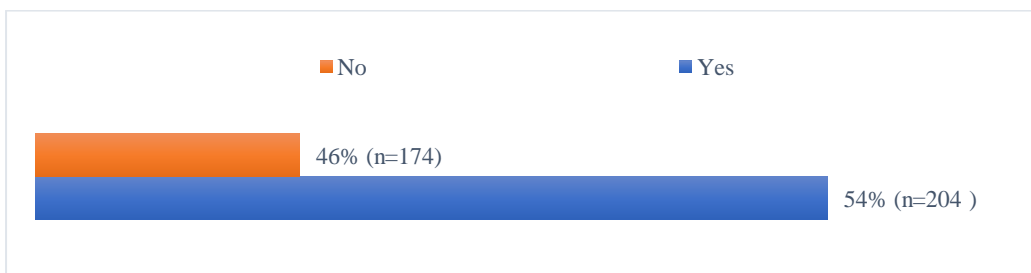 No Yes
46% (n=174)
54% (n=204 )